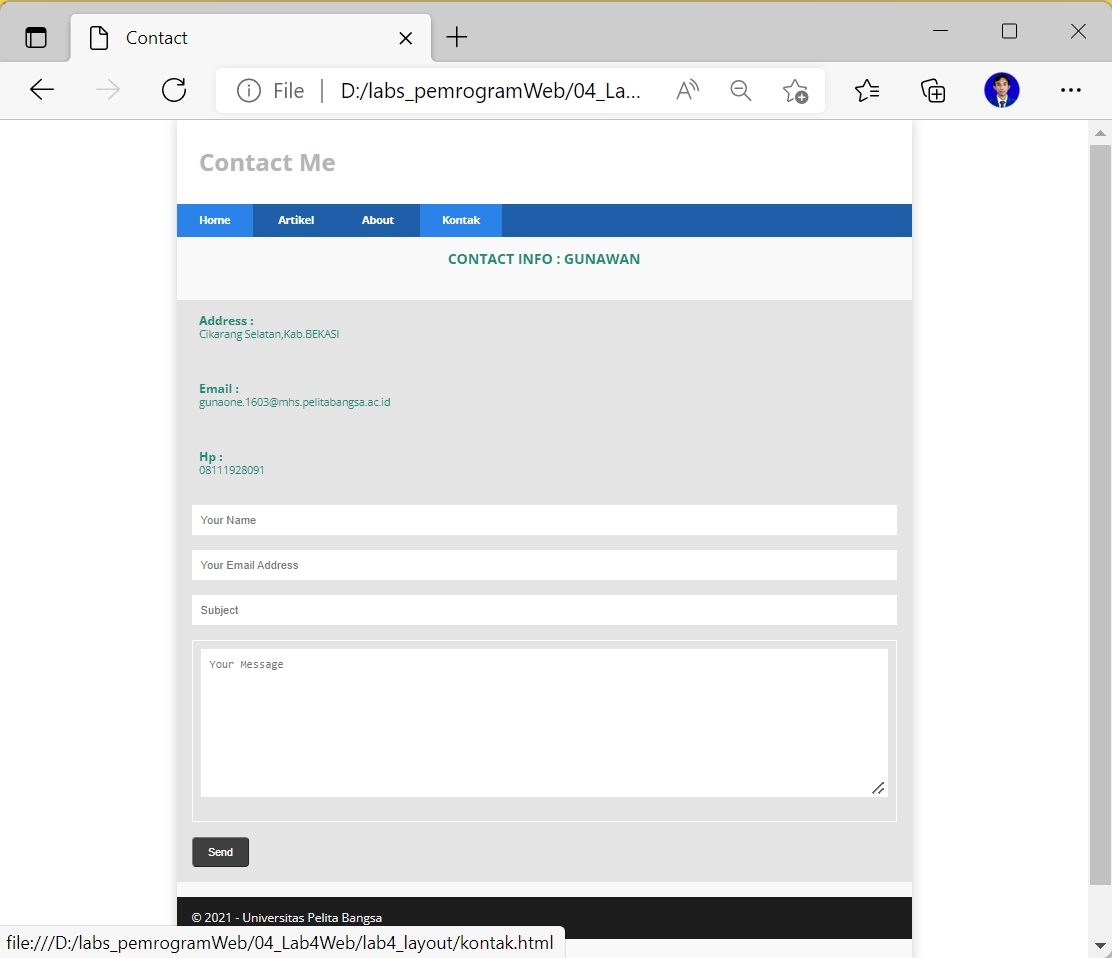 Contact
File
D:/labs_pemrogramWeb/04_La...
Contact Me
Home Artikel About Kontak
CONTACT INFO : GUNAWAN
Address :
Cikarang Selatan,Kab.BEKASI
Email :
gunaone.1603@mhs.pelitabangsa.ac.id
Hp :
08111928091
Your Name
Your Email Address
Subject
Your Message
Send
© 2021 - Universitas Pelita Bangsa
file:///D:/labs_pemrogramWeb/04_Lab4Web/lab4_layout/kontak.html